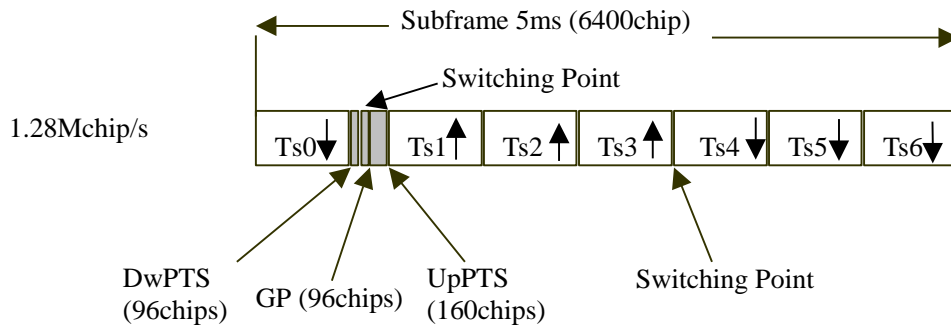 Subframe 5ms (6400chip)
Switching Point
1.28Mchip/s
Ts0 Ts1 Ts2 Ts3 Ts4 Ts5 Ts6
DwPTS
(96chips)
GP (96chips)
UpPTS
(160chips)
Switching Point